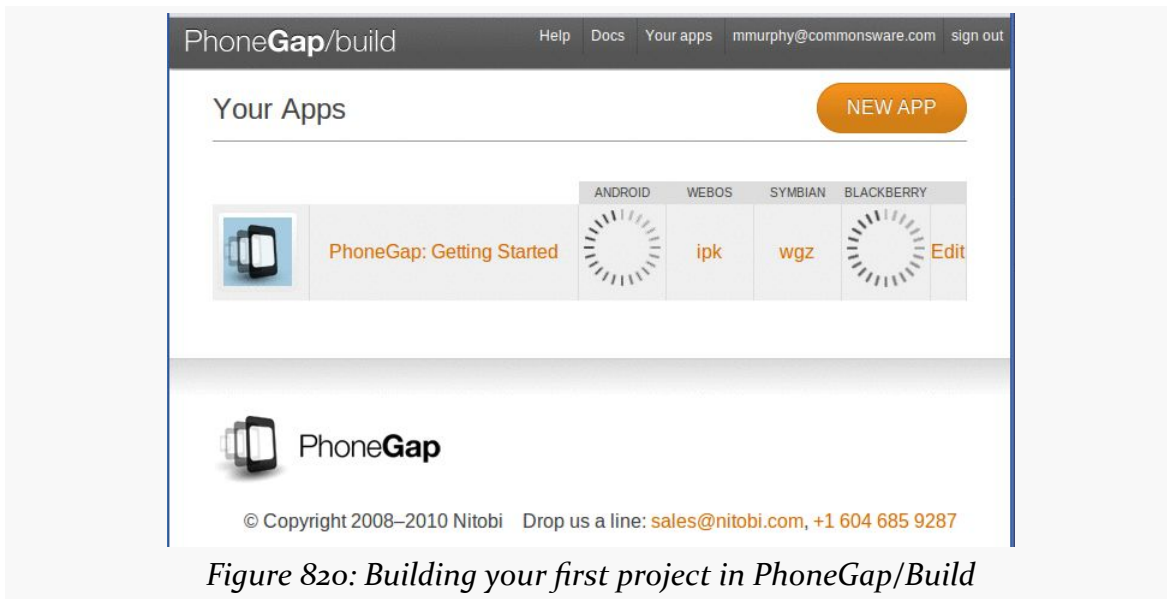 PhoneGap/build Help Docs Your apps mmurphy@commonsware.com sign out
Your Apps NEW APP
ANDROID WEBOS SYMBIAN BLACKBERRY
PhoneGap: Getting Started ipk wgz Edit
PhoneGap
© Copyright 2008–2010 Nitobi Drop us a line: sales@nitobi.com, +1 604 685 9287
Figure 820: Building your first project in PhoneGap/Build